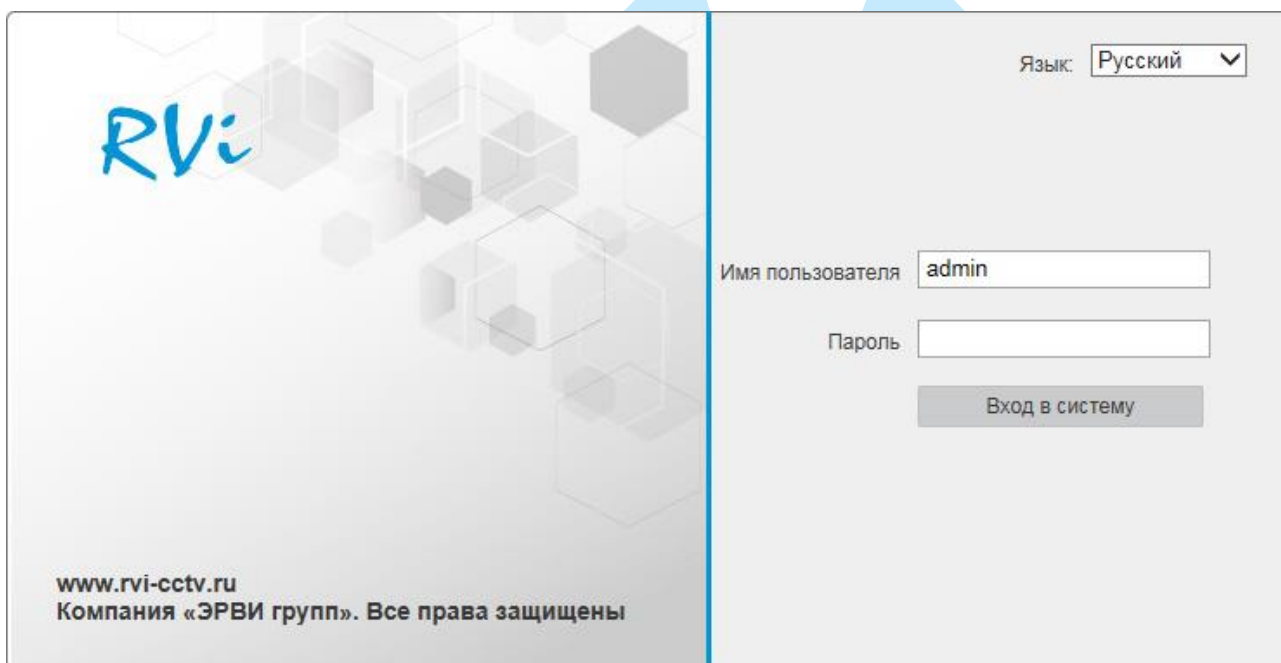 RVi
www.rvi-cctv.ru
Компания «ЭРВИ групп». Все права защищены
Язык: Русский
Имя пользователя admin
Пароль
Вход в систему